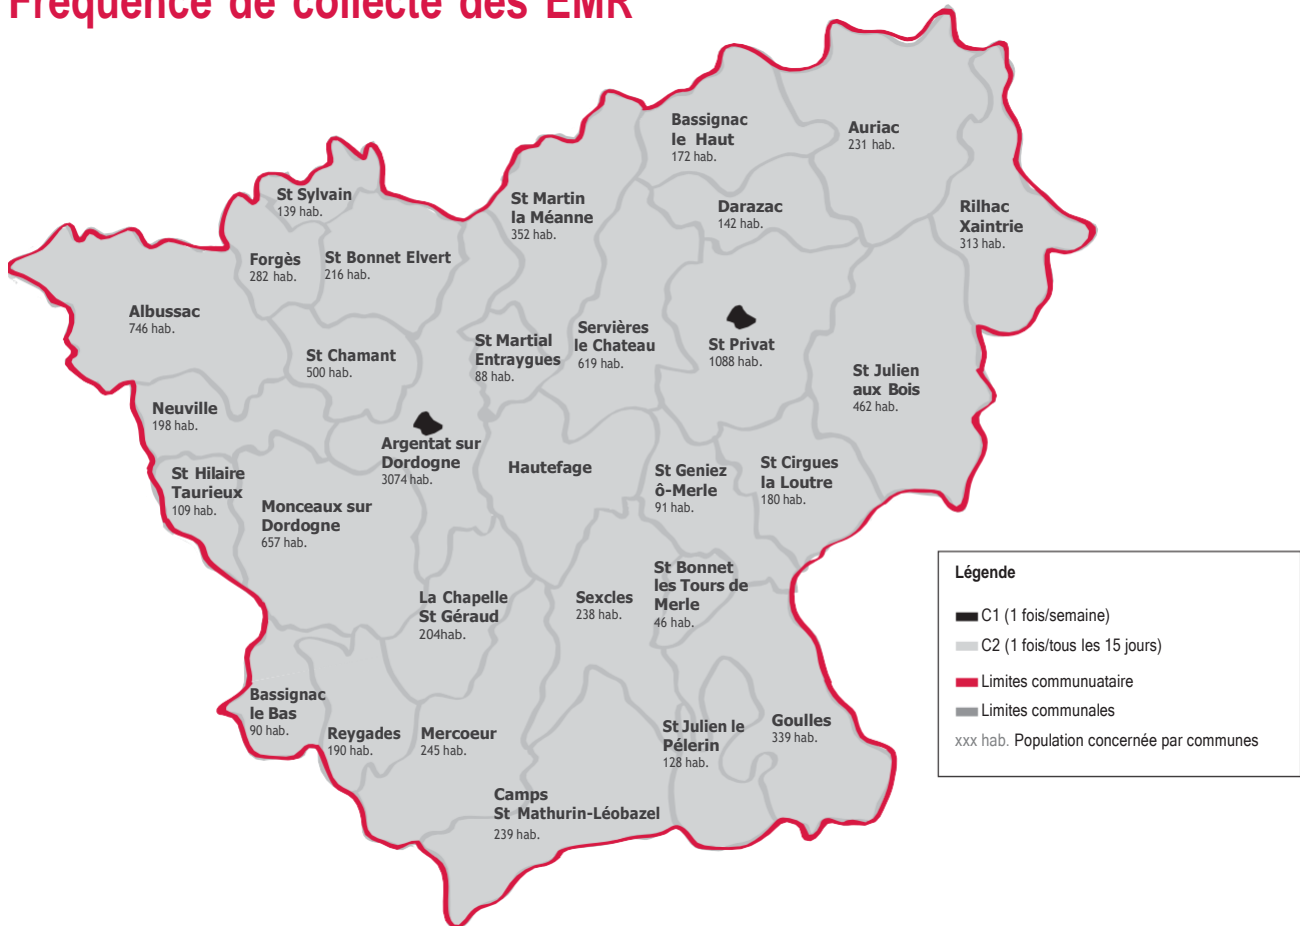 Fréquence de collecte des EMR
Bassignac
le Haut
172 hab.
Auriac
231 hab.
St Sylvain
139 hab.
St Martin
la Méanne
352 hab.
Darazac
142 hab.
Rilhac
Xaintrie
313 hab.
Forgès
282 hab.
St Bonnet Elvert
216 hab.
Albussac
746 hab.
St Chamant
500 hab.
St Martial
Entraygues
88 hab.
Servières
le Chateau
619 hab.
St Privat
1088 hab.
St Julien
aux Bois
462 hab.
Neuville
198 hab.
Argentat sur
Dordogne
3074 hab.
Hautefage
St Geniez
ô-Merle
91 hab.
St Cirgues
la Loutre
180 hab.
St Hilaire
Taurieux
109 hab.
Monceaux sur
Dordogne
657 hab.
La Chapelle
St Géraud
204hab.
Sexcles
238 hab.
St Bonnet
les Tours de
Merle
46 hab.
Bassignac
le Bas
90 hab.
Reygades
190 hab.
Mercoeur
245 hab.
St Julien le
Pélerin
128 hab.
Goulles
339 hab.
Camps
St Mathurin-Léobazel
239 hab.
Légende
C1 (1 fois/semaine)
C2 (1 fois/tous les 15 jours)
Limites communuataire
Limites communales
xxx hab. Population concernée par communes